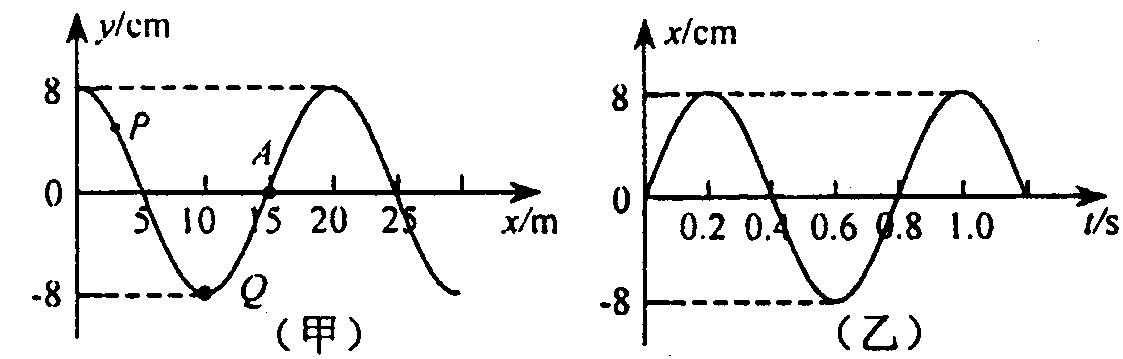 y/cm
8
P
A
0
5 10 15 20 25
x/m
-8
Q
(甲)
x/cm
8
0
0.2 0.4 0.6 0.8 1.0
t/s
-8
(乙)